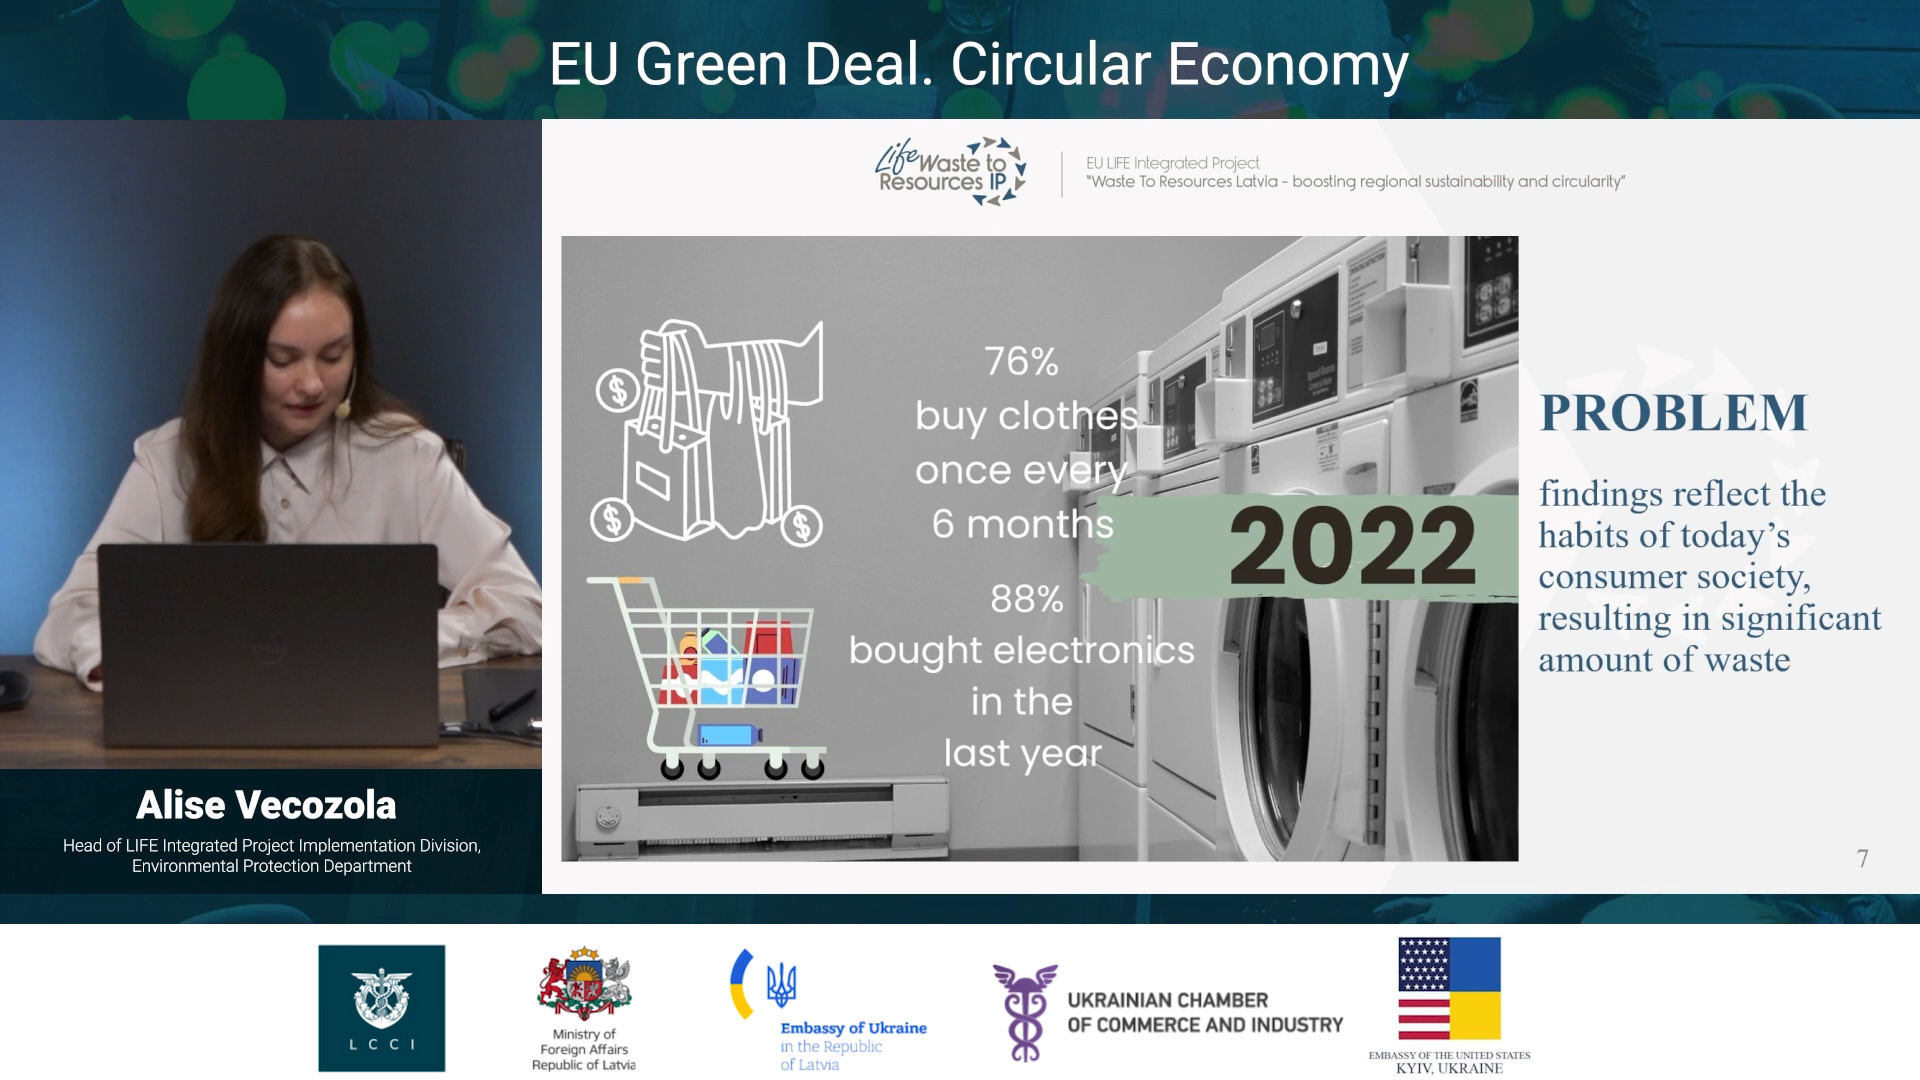 EU Green Deal. Circular Economy
Life Waste to
Resources IP
EU LIFE Integrated Project
“Waste To Resources Latvia - boosting regional sustainability and circularity”
76%
buy clothes
once every
6 months
88%
bought electronics
in the
last year
2022
PROBLEM
findings reflect the
habits of today’s
consumer society,
resulting in significant
amount of waste
7
Alise Vecozola
Head of LIFE Integrated Project Implementation Division,
Environmental Protection Department
LCCI
Ministry of
Foreign Affairs
Republic of Latvia
Embassy of Ukraine
in the Republic
of Latvia
UKRAINIAN CHAMBER
OF COMMERCE AND INDUSTRY
EMBASSY OF THE UNITED STATES
KYIV, UKRAINE